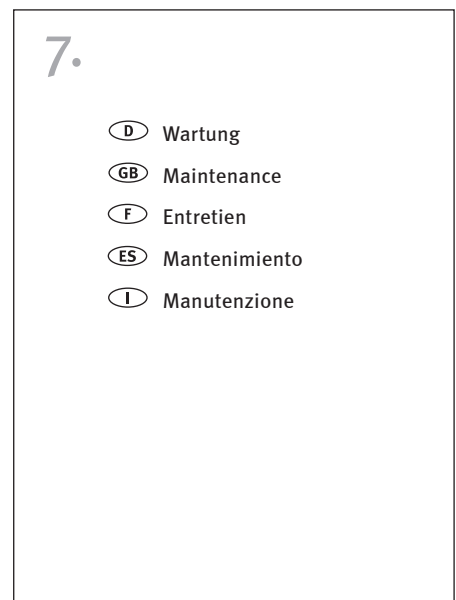 7.
D Wartung
GB Maintenance
F Entretien
ES Mantenimiento
I Manutenzione